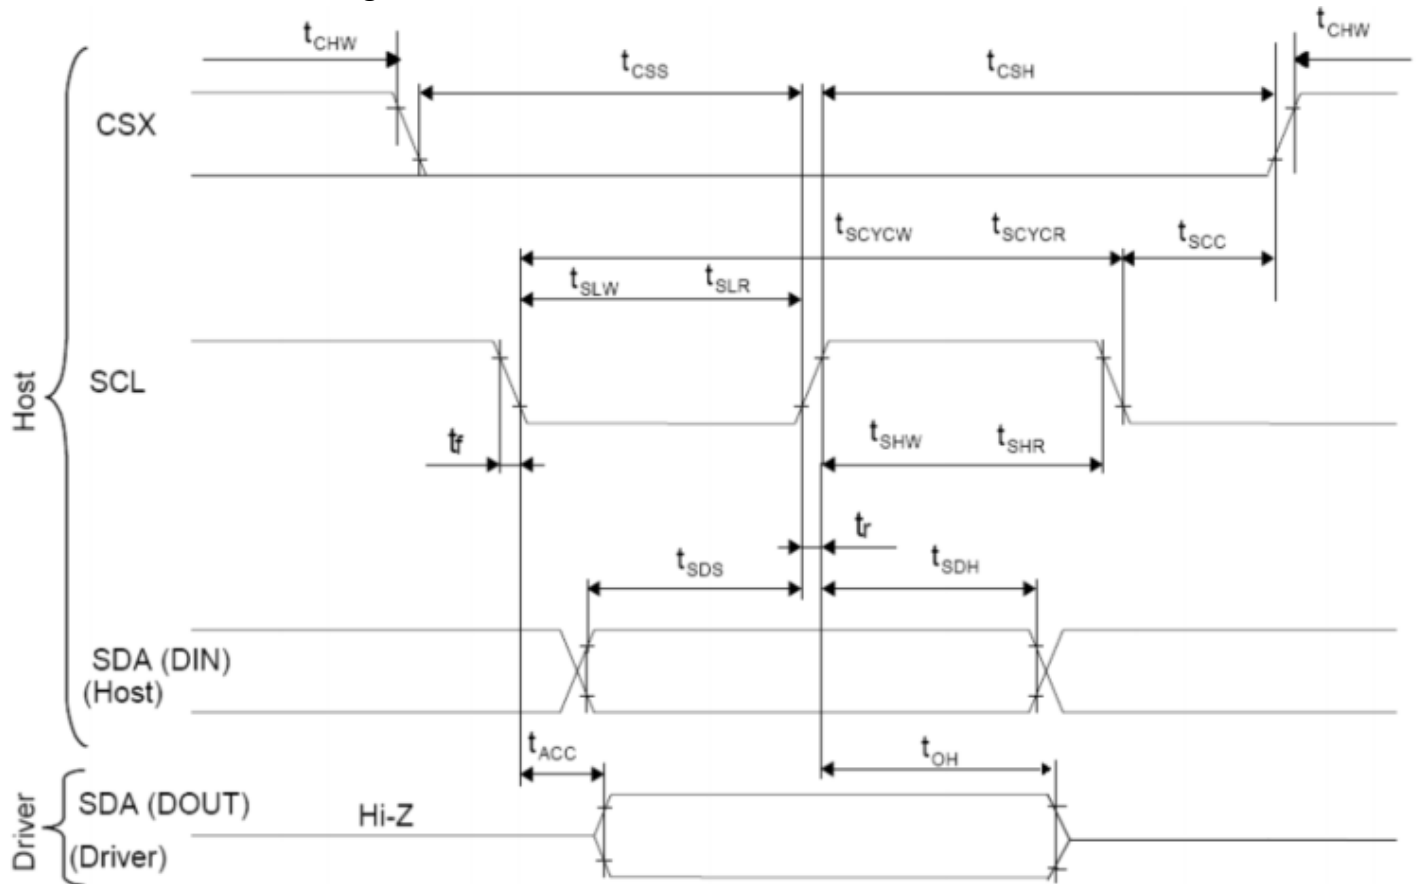 tCHW
tCHW
tCSS
tCSH
CSX
tSCYCW tSCYCR
tSCC
tSLW tSLR
Host
SCL
tf
tSHW tSHR
tr
tSDS
tSDH
SDA (DIN)
(Host)
tACC
tOH
Driver
SDA (DOUT)
Hi-Z
(Driver)